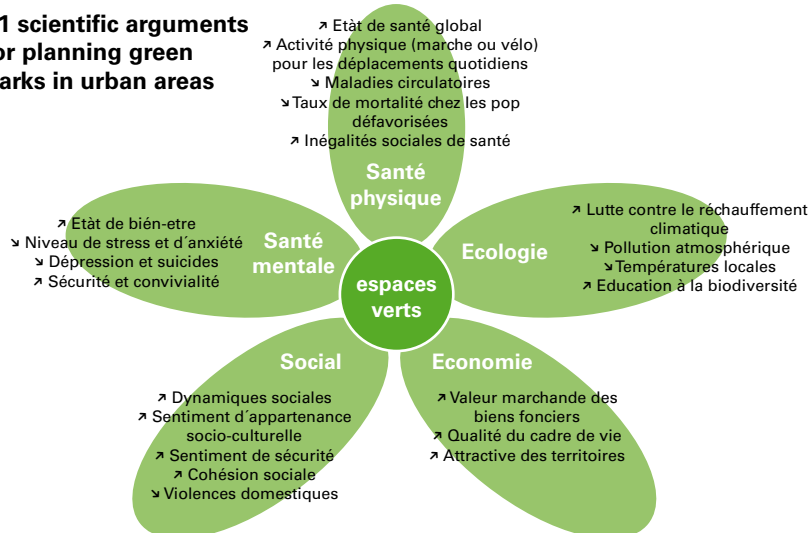 1 scientific arguments
or planning green
arks in urban areas
↗ Etàt de santé global
↗ Activité physique (marche ou vélo)
pour les déplacements quotidiens
↘ Maladies circulatoires
↘ Taux de mortalité chez les pop
défavorisées
↗ Inégalités sociales de santé
Santé
physique
↗ Etàt de bién-etre
↘ Niveau de stress et d´anxiété
↘ Dépression et suicides
↗ Sécurité et convivialité
Santé
mentale
Ecologie
↗ Lutte contre le réchauffement
climatique
↘ Pollution atmosphérique
↘ Températures locales
↗ Education à la biodiversité
espaces
verts
Social
↗ Dynamiques sociales
↗ Sentiment d´appartenance
socio-culturelle
↗ Sentiment de sécurité
↗ Cohésion sociale
↘ Violences domestiques
Economie
↗ Valeur marchande des
biens fonciers
↗ Qualité du cadre de vie
↗ Attractive des territoires